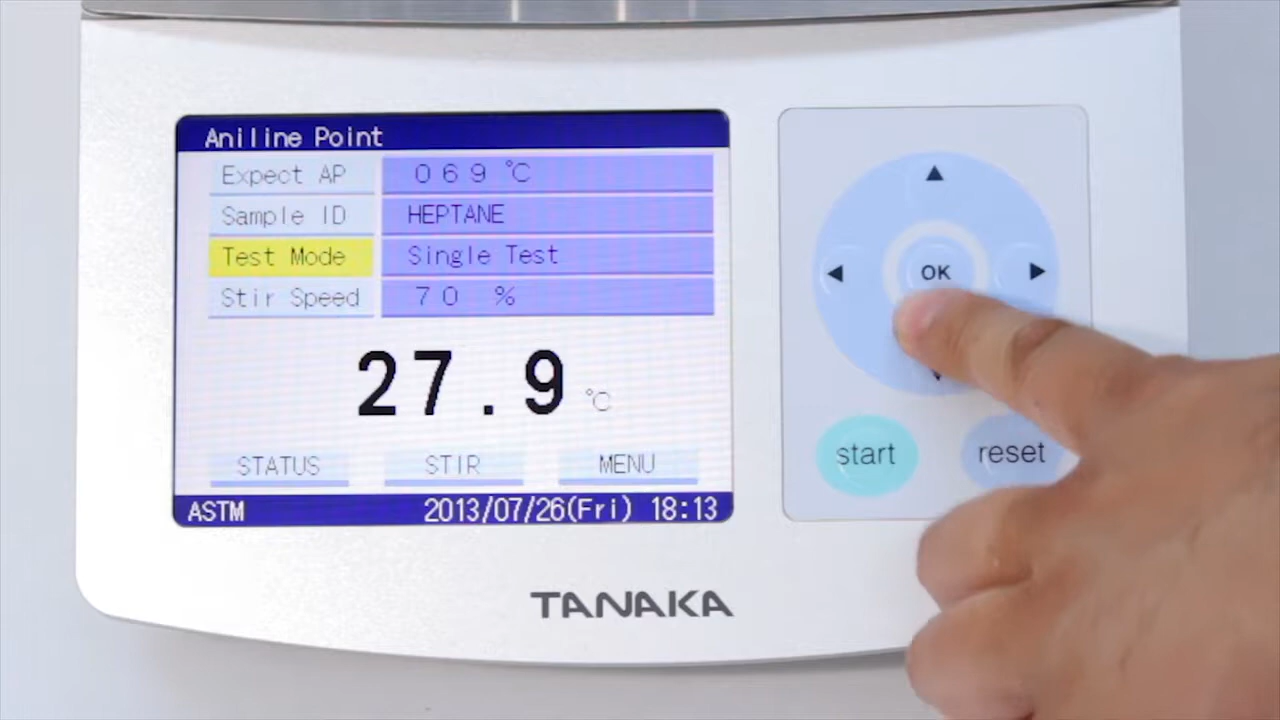 Aniline Point
Expect AP 069 ℃
Sample ID HEPTANE
Test Mode Single Test
Stir Speed 70 %
27.9 ℃
STATUS STIR MENU
ASTM 2013/07/26(Fri) 18:13
OK
start reset
TANAKA